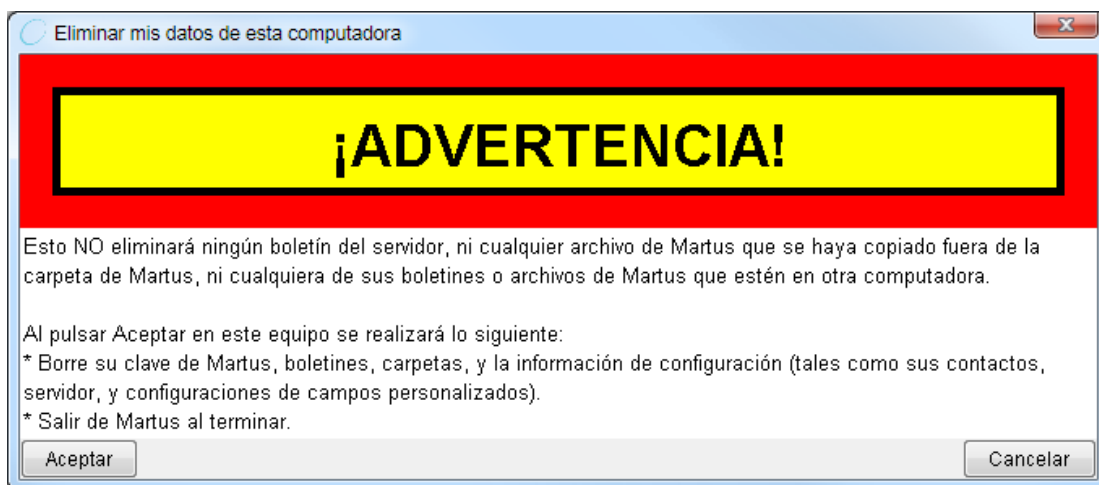 Eliminar mis datos de esta computadora
¡ADVERTENCIA!
Esto NO eliminará ningún boletín del servidor, ni cualquier archivo de Martus que se haya copiado fuera de la
carpeta de Martus, ni cualquiera de sus boletines o archivos de Martus que estén en otra computadora.
Al pulsar Aceptar en este equipo se realizará lo siguiente:
* Borre su clave de Martus, boletines, carpetas, y la información de configuración (tales como sus contactos,
servidor, y configuraciones de campos personalizados).
* Salir de Martus al terminar.
Aceptar
Cancelar